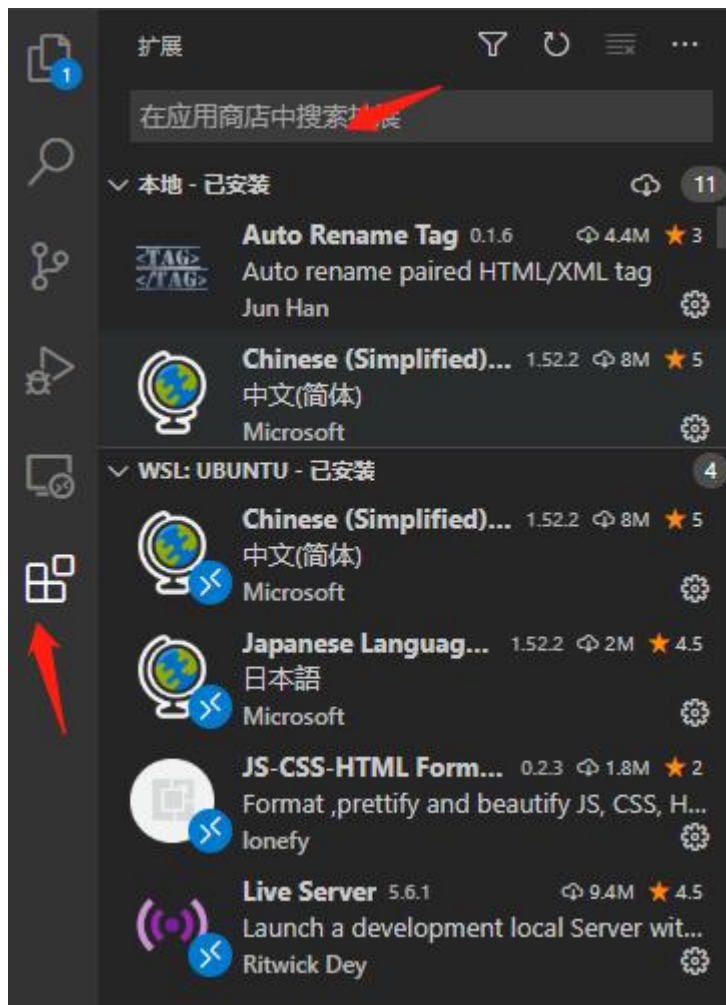 扩展
1
在应用商店中搜索扩展
本地 - 已安装
11
Auto Rename Tag 0.1.6 4.4M 3
<TAG>
</TAG>
Auto rename paired HTML/XML tag
Jun Han
Chinese (Simplified)... 1.52.2 8M 5
中文(简体)
Microsoft
WSL: UBUNTU - 已安装
4
Chinese (Simplified)... 1.52.2 8M 5
中文(简体)
Microsoft
Japanese Languag... 1.52.2 2M 4.5
日本語
Microsoft
JS-CSS-HTML Form... 0.2.3 1.8M 2
Format ,prettify and beautify JS, CSS, H...
lonefy
Live Server 5.6.1 9.4M 4.5
Launch a development local Server wit...
Ritwick Dey